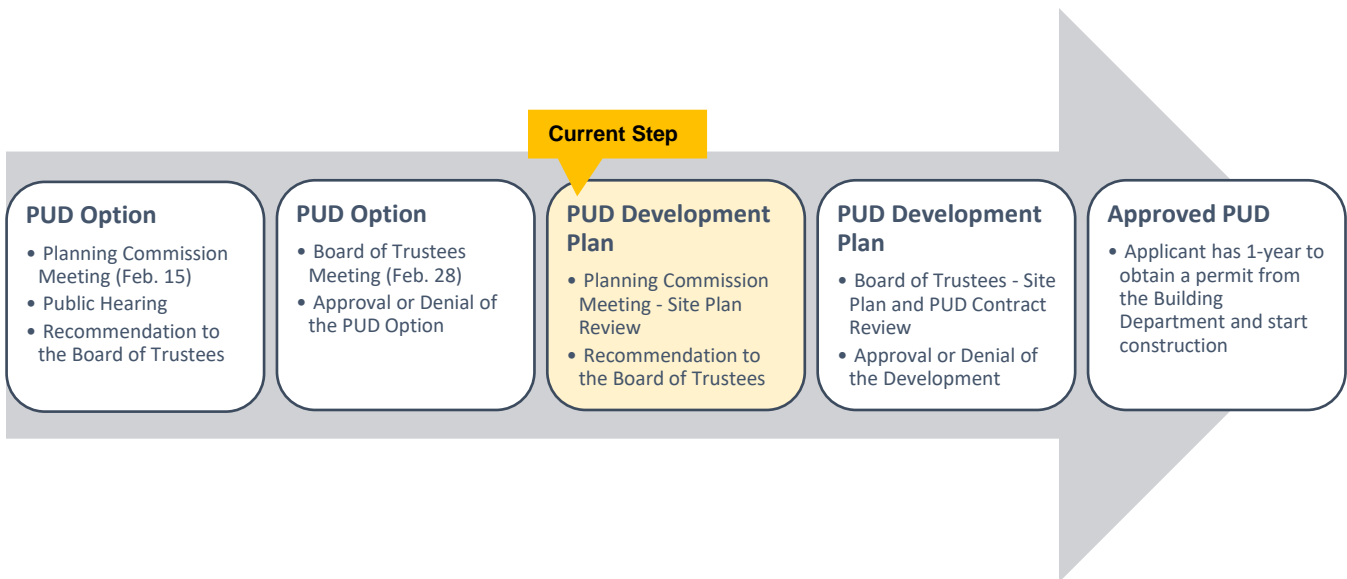 Current Step
PUD Option
• Planning Commission
Meeting (Feb. 15)
• Public Hearing
• Recommendation to
the Board of Trustees
PUD Option
• Board of Trustees
Meeting (Feb. 28)
• Approval or Denial of
the PUD Option
PUD Development
Plan
• Planning Commission
Meeting - Site Plan
Review
• Recommendation to
the Board of Trustees
PUD Development
Plan
• Board of Trustees - Site
Plan and PUD Contract
Review
• Approval or Denial of
the Development
Approved PUD
• Applicant has 1-year to
obtain a permit from
the Building
Department and start
construction